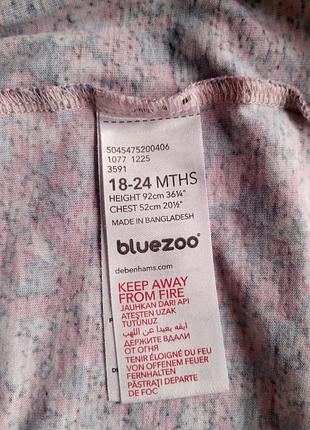 5045475200406
1077 1225
3591
18-24 MTHS
HEIGHT 92cm 36¼"
CHEST 52cm 20½"
MADE IN BANGLADESH
bluezoo
debenhams.com
KEEP AWAY
FROM FIRE
JAUHKAN DARI API
ATEŞTEN UZAK
TUTUNUZ
ابقه بعيدا عن اللهب
ДЕРЖИТЕ ВДАЛИ
ОТ ОГНЯ
TENIR ÉLOIGNÉ DU FEU
VON OFFENEM FEUER
FERNHALTEN
PĂSTRAȚI DEPARTE
DE FOC